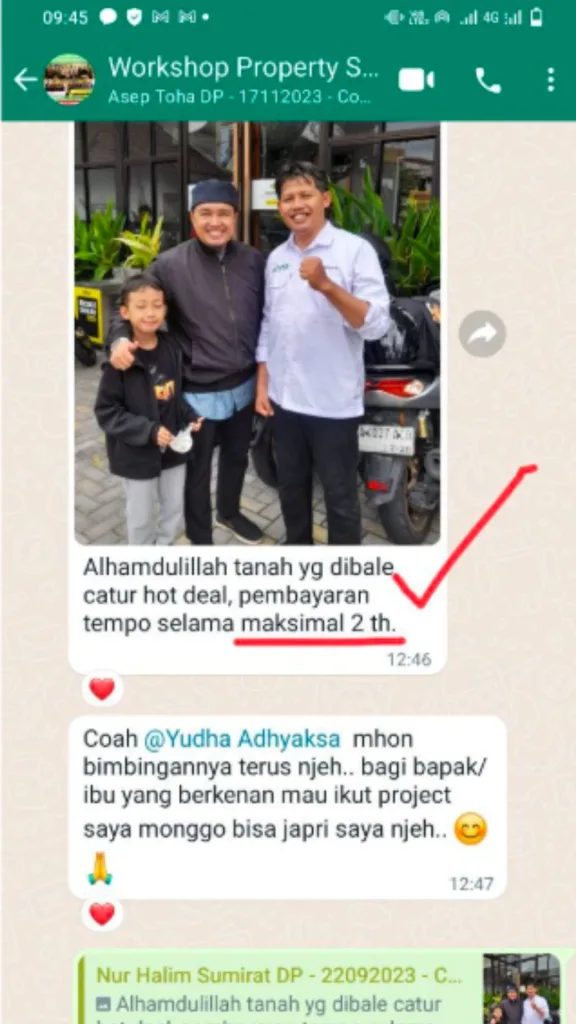 09:45
4G
Workshop Property S...
Asep Toha DP - 17112023 - Co...
Alhamdulillah tanah yg dibale
catur hot deal, pembayaran
tempo selama maksimal 2 th.
12:46
Coah @Yudha Adhyaksa mhon
bimbingannya terus njeh.. bagi bapak/
ibu yang berkenan mau ikut project
saya monggo bisa japri saya njeh.. 😊
🙏
12:47
Nur Halim Sumirat DP - 22092023 - C...
Alhamdulillah tanah yg dibale catur